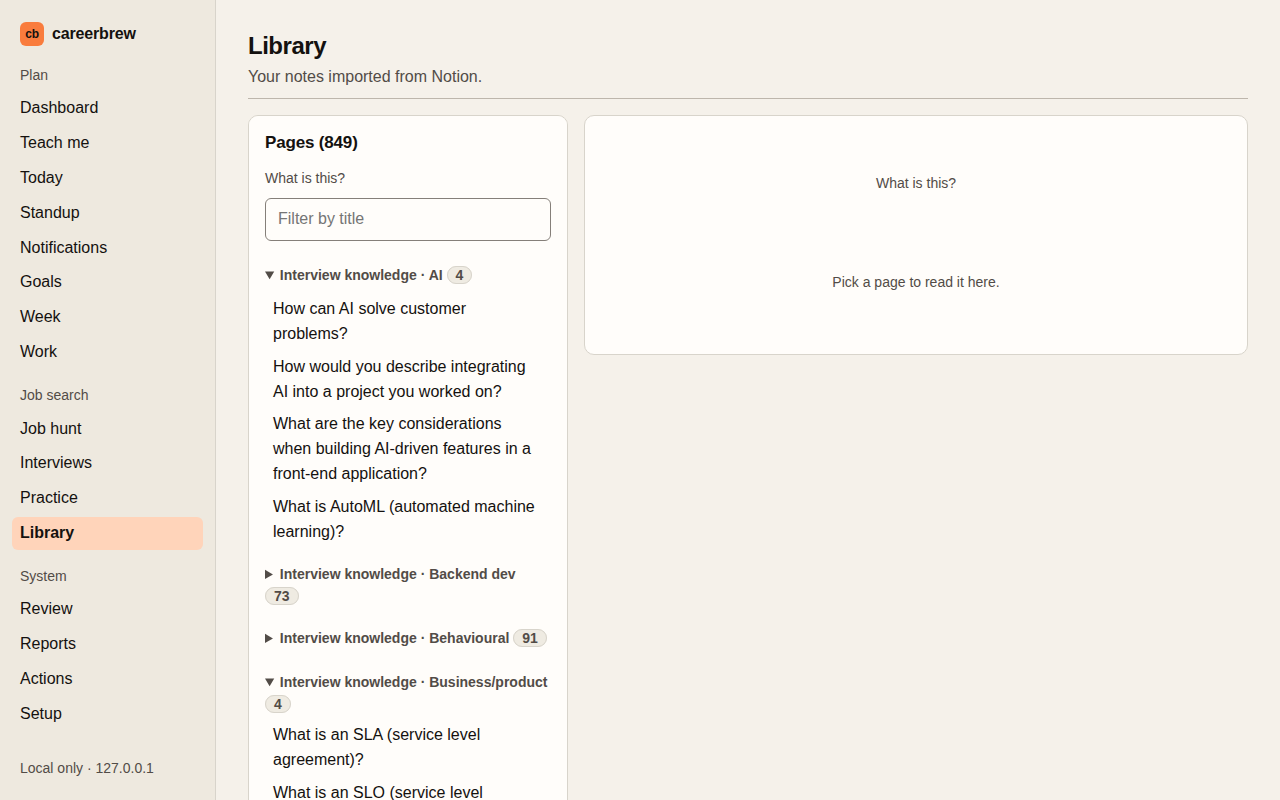 cb careerbrew
Plan
Dashboard
Teach me
Today
Standup
Notifications
Goals
Week
Work
Job search
Job hunt
Interviews
Practice
Library
System
Review
Reports
Actions
Setup
Local only · 127.0.0.1
Library
Your notes imported from Notion.
Pages (849)
What is this?
Filter by title
Interview knowledge · AI 4
How can AI solve customer
problems?
How would you describe integrating
AI into a project you worked on?
What are the key considerations
when building AI-driven features in a
front-end application?
What is AutoML (automated machine
learning)?
Interview knowledge · Backend dev
73
Interview knowledge · Behavioural 91
Interview knowledge · Business/product
4
What is an SLA (service level
agreement)?
What is an SLO (service level
What is this?
Pick a page to read it here.